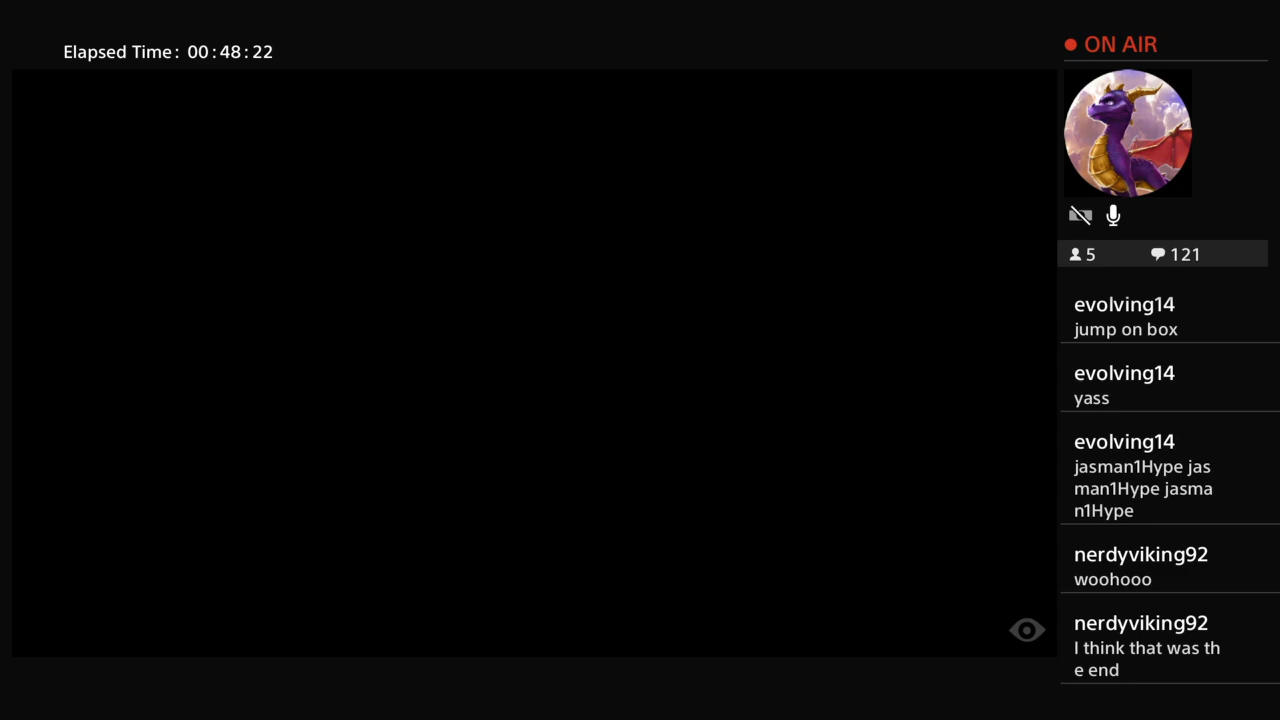 Elapsed Time: 00:48:22
ON AIR
5 121
evolving14
jump on box
evolving14
yass
evolving14
jasman1Hype jas
man1Hype jasma
n1Hype
nerdyviking92
woohooo
nerdyviking92
I think that was th
e end